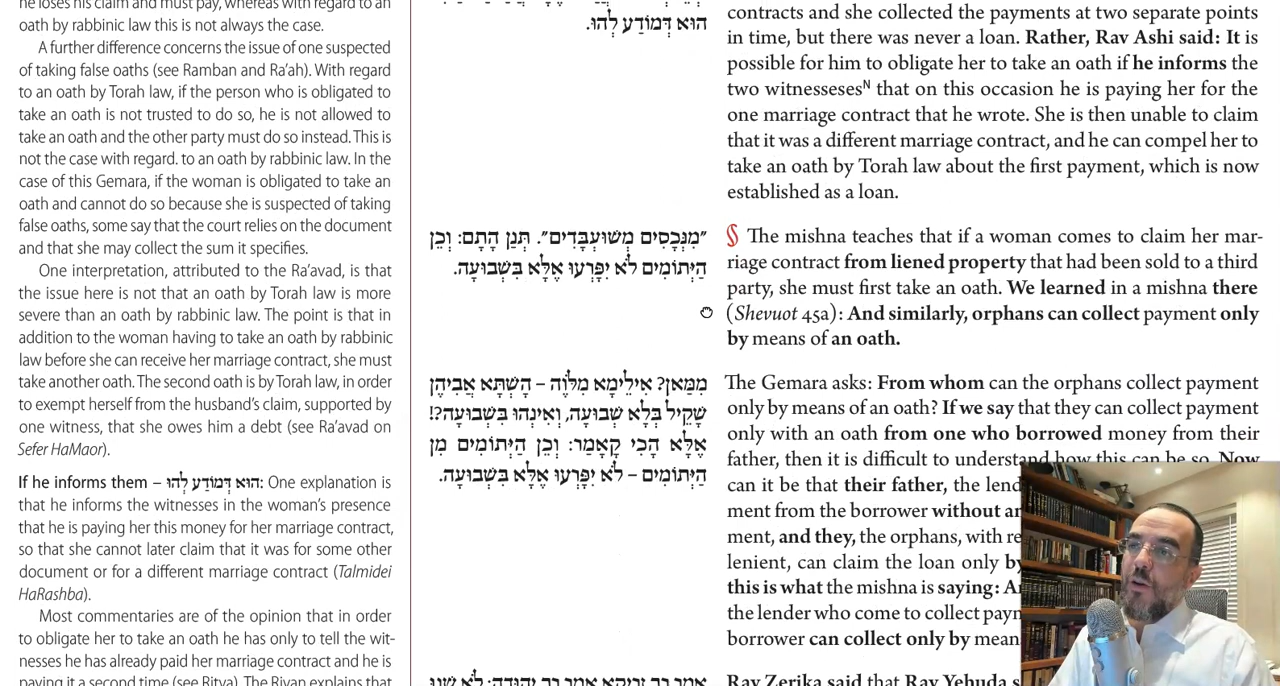 he loses his claim and must pay, whereas with regard to an
oath by rabbinic law this is not always the case.
A further difference concerns the issue of one suspected
of taking false oaths (see Ramban and Ra'ah). With regard
to an oath by Torah law, if the person who is obligated to
take an oath is not trusted to do so, he is not allowed to
take an oath and the other party must do so instead. This is
not the case with regard. to an oath by rabbinic law. In the
case of this Gemara, if the woman is obligated to take an
oath and cannot do so because she is suspected of taking
false oaths, some say that the court relies on the document
and that she may collect the sum it specifies.
One interpretation, attributed to the Ra'avad, is that
the issue here is not that an oath by Torah law is more
severe than an oath by rabbinic law. The point is that in
addition to the woman having to take an oath by rabbinic
law before she can receive her marriage contract, she must
take another oath. The second oath is by Torah law, in order
to exempt herself from the husband's claim, supported by
one witness, that she owes him a debt (see Ra'avad on
Sefer HaMaor).
If he informs them – הוּא דְּמוֹדַע לְהוּ: One explanation is
that he informs the witnesses in the woman's presence
that he is paying her this money for her marriage contract,
so that she cannot later claim that it was for some other
document or for a different marriage contract (Talmidei
HaRashba).
Most commentaries are of the opinion that in order
to obligate her to take an oath he has only to tell the wit-
nesses he has already paid her marriage contract and he is
paying it a second time (see Ritva). The Rivan explains that
הוּא דְּמוֹדַע לְהוּ.
״מִנְּכָסִים מְשׁוּעְבָּדִים״. תְּנַן הָתָם: וְכֵן
הַיְּתוֹמִים לֹא יִפָּרְעוּ אֶלָּא בִּשְׁבוּעָה.
מִמַּאן? אִילֵּימָא מִלֹּוֶה – הָשְׁתָּא אֲבִיהֶן
שָׁקֵיל בְּלָא שְׁבוּעָה, וְאִינְהוּ בִּשְׁבוּעָה?!
אֶלָּא הָכִי קָאָמַר: וְכֵן הַיְּתוֹמִים מִן
הַיְּתוֹמִים – לֹא יִפָּרְעוּ אֶלָּא בִּשְׁבוּעָה.
אָמַר רַב זְרִיקָא אָמַר רַב יְהוּדָה: לֹא שָׁנוּ
contracts and she collected the payments at two separate points
in time, but there was never a loan. Rather, Rav Ashi said: It is
possible for him to obligate her to take an oath if he informs the
two witnesseses^N that on this occasion he is paying her for the
one marriage contract that he wrote. She is then unable to claim
that it was a different marriage contract, and he can compel her to
take an oath by Torah law about the first payment, which is now
established as a loan.
§ The mishna teaches that if a woman comes to claim her mar-
riage contract from liened property that had been sold to a third
party, she must first take an oath. We learned in a mishna there
(Shevuot 45a): And similarly, orphans can collect payment only
by means of an oath.
The Gemara asks: From whom can the orphans collect payment
only by means of an oath? If we say that they can collect payment
only with an oath from one who borrowed money from their
father, then it is difficult to understand how this can be so. Now
can it be that their father, the lend
ment from the borrower without an
ment, and they, the orphans, with re
lenient, can claim the loan only by
this is what the mishna is saying:
the lender who come to collect paym
borrower can collect only by mean
Rav Zerika said that Rav Yehuda s